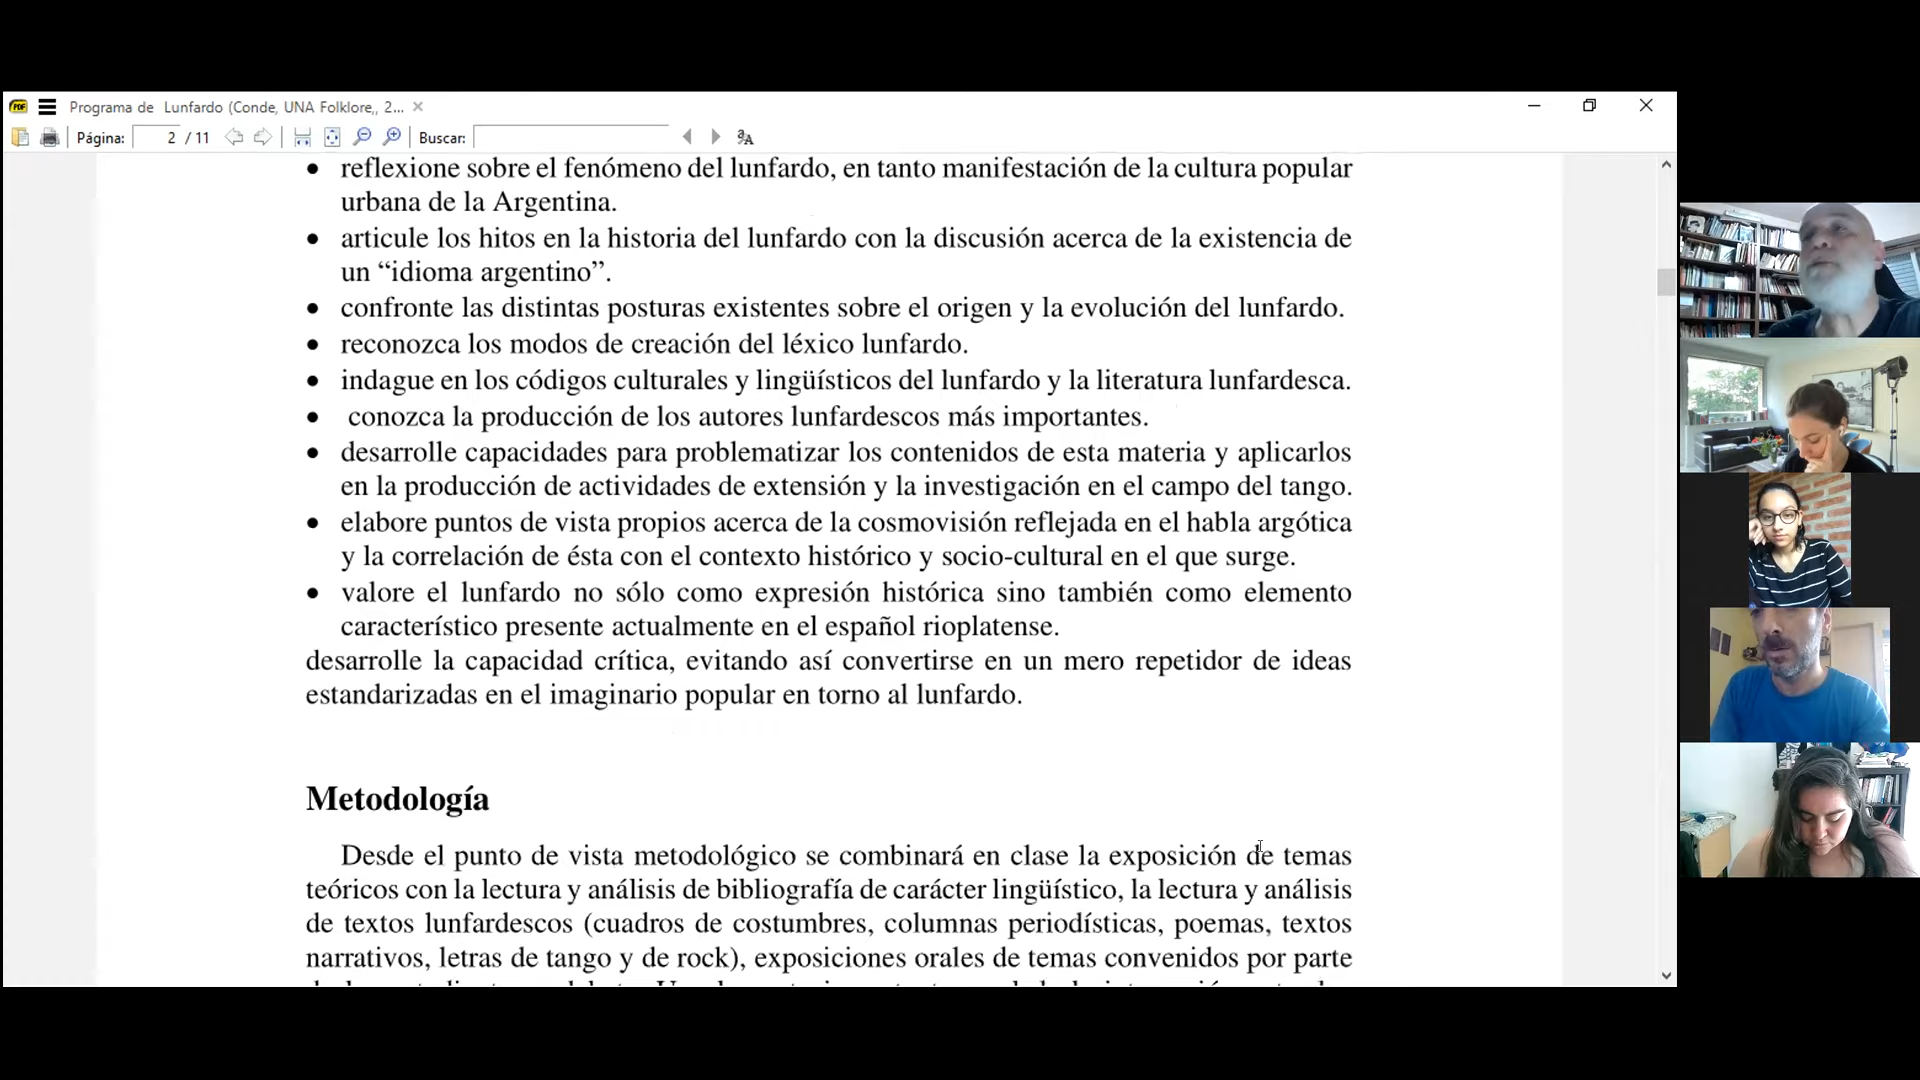 Programa de Lunfardo (Conde, UNA Folklore,, 2...
Página: 2 / 11 Buscar:
• reflexione sobre el fenómeno del lunfardo, en tanto manifestación de la cultura popular
urbana de la Argentina.
• articule los hitos en la historia del lunfardo con la discusión acerca de la existencia de
un “idioma argentino”.
• confronte las distintas posturas existentes sobre el origen y la evolución del lunfardo.
• reconozca los modos de creación del léxico lunfardo.
• indague en los códigos culturales y lingüísticos del lunfardo y la literatura lunfardesca.
• conozca la producción de los autores lunfardescos más importantes.
• desarrolle capacidades para problematizar los contenidos de esta materia y aplicarlos
en la producción de actividades de extensión y la investigación en el campo del tango.
• elabore puntos de vista propios acerca de la cosmovisión reflejada en el habla argótica
y la correlación de ésta con el contexto histórico y socio-cultural en el que surge.
• valore el lunfardo no sólo como expresión histórica sino también como elemento
característico presente actualmente en el español rioplatense.
desarrolle la capacidad crítica, evitando así convertirse en un mero repetidor de ideas
estandarizadas en el imaginario popular en torno al lunfardo.
Metodología
Desde el punto de vista metodológico se combinará en clase la exposición de temas
teóricos con la lectura y análisis de bibliografía de carácter lingüístico, la lectura y análisis
de textos lunfardescos (cuadros de costumbres, columnas periodísticas, poemas, textos
narrativos, letras de tango y de rock), exposiciones orales de temas convenidos por parte